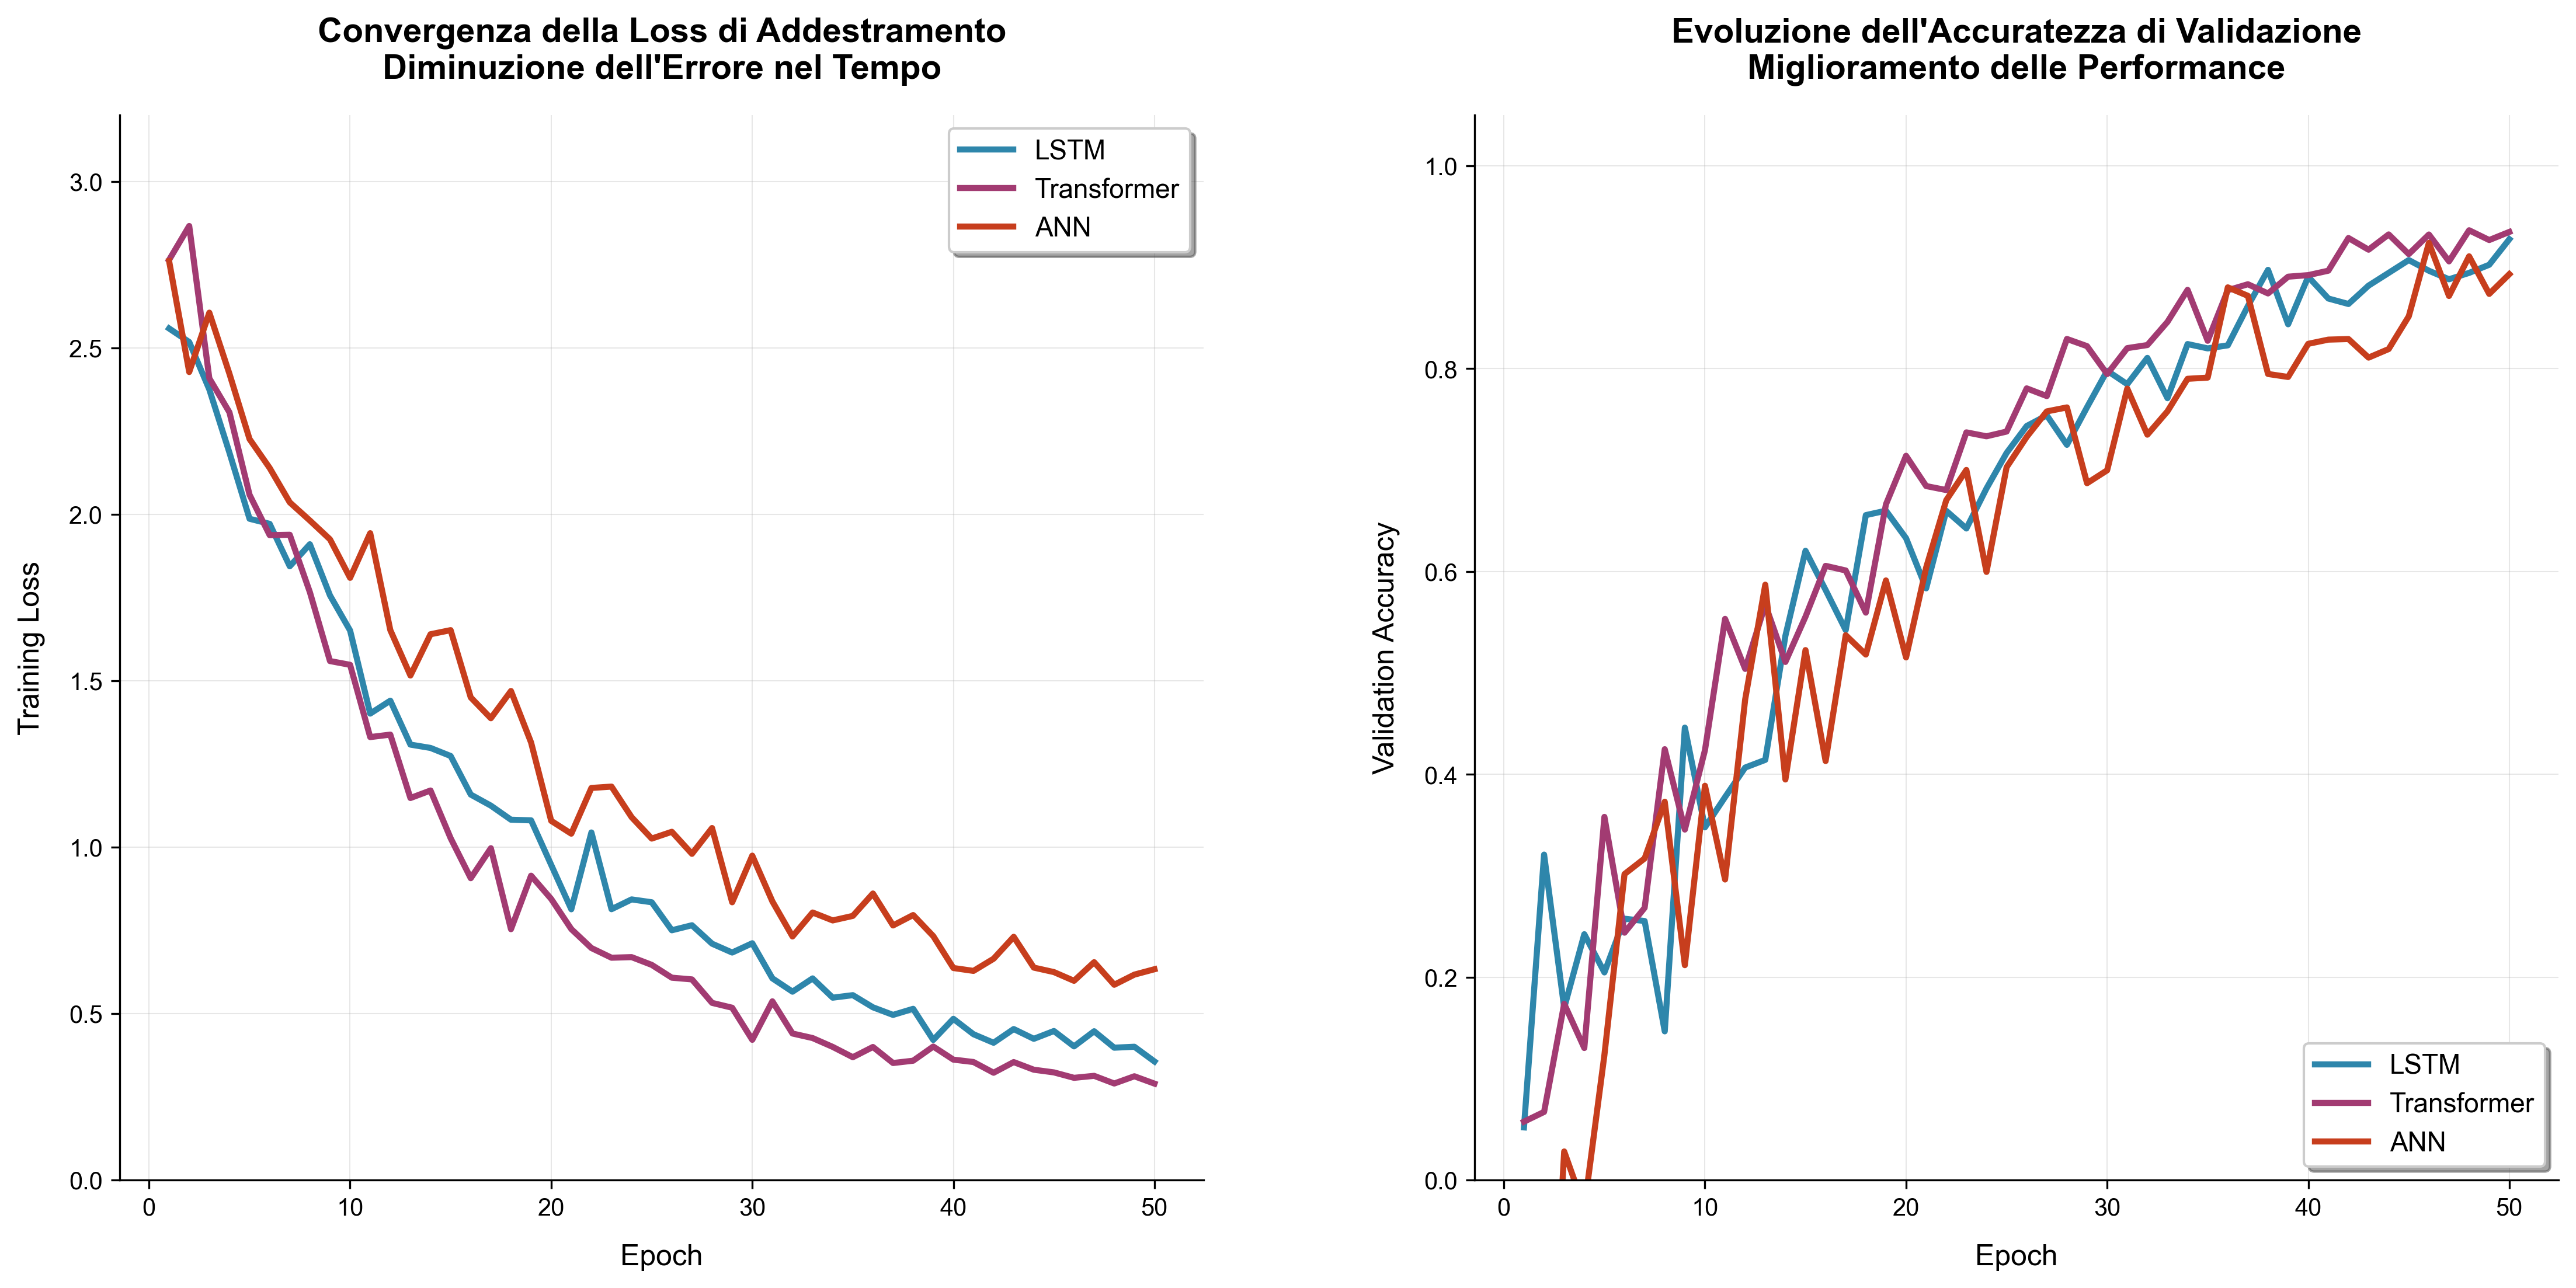 Convergenza della Loss di Addestramento
Diminuzione dell'Errore nel Tempo
LSTM
Transformer
ANN
3.0
2.5
2.0
1.5
1.0
0.5
0.0
Training Loss
0 10 20 30 40 50
Epoch
Evoluzione dell'Accuratezza di Validazione
Miglioramento delle Performance
1.0
0.8
0.6
0.4
0.2
0.0
Validation Accuracy
LSTM
Transformer
ANN
0 10 20 30 40 50
Epoch